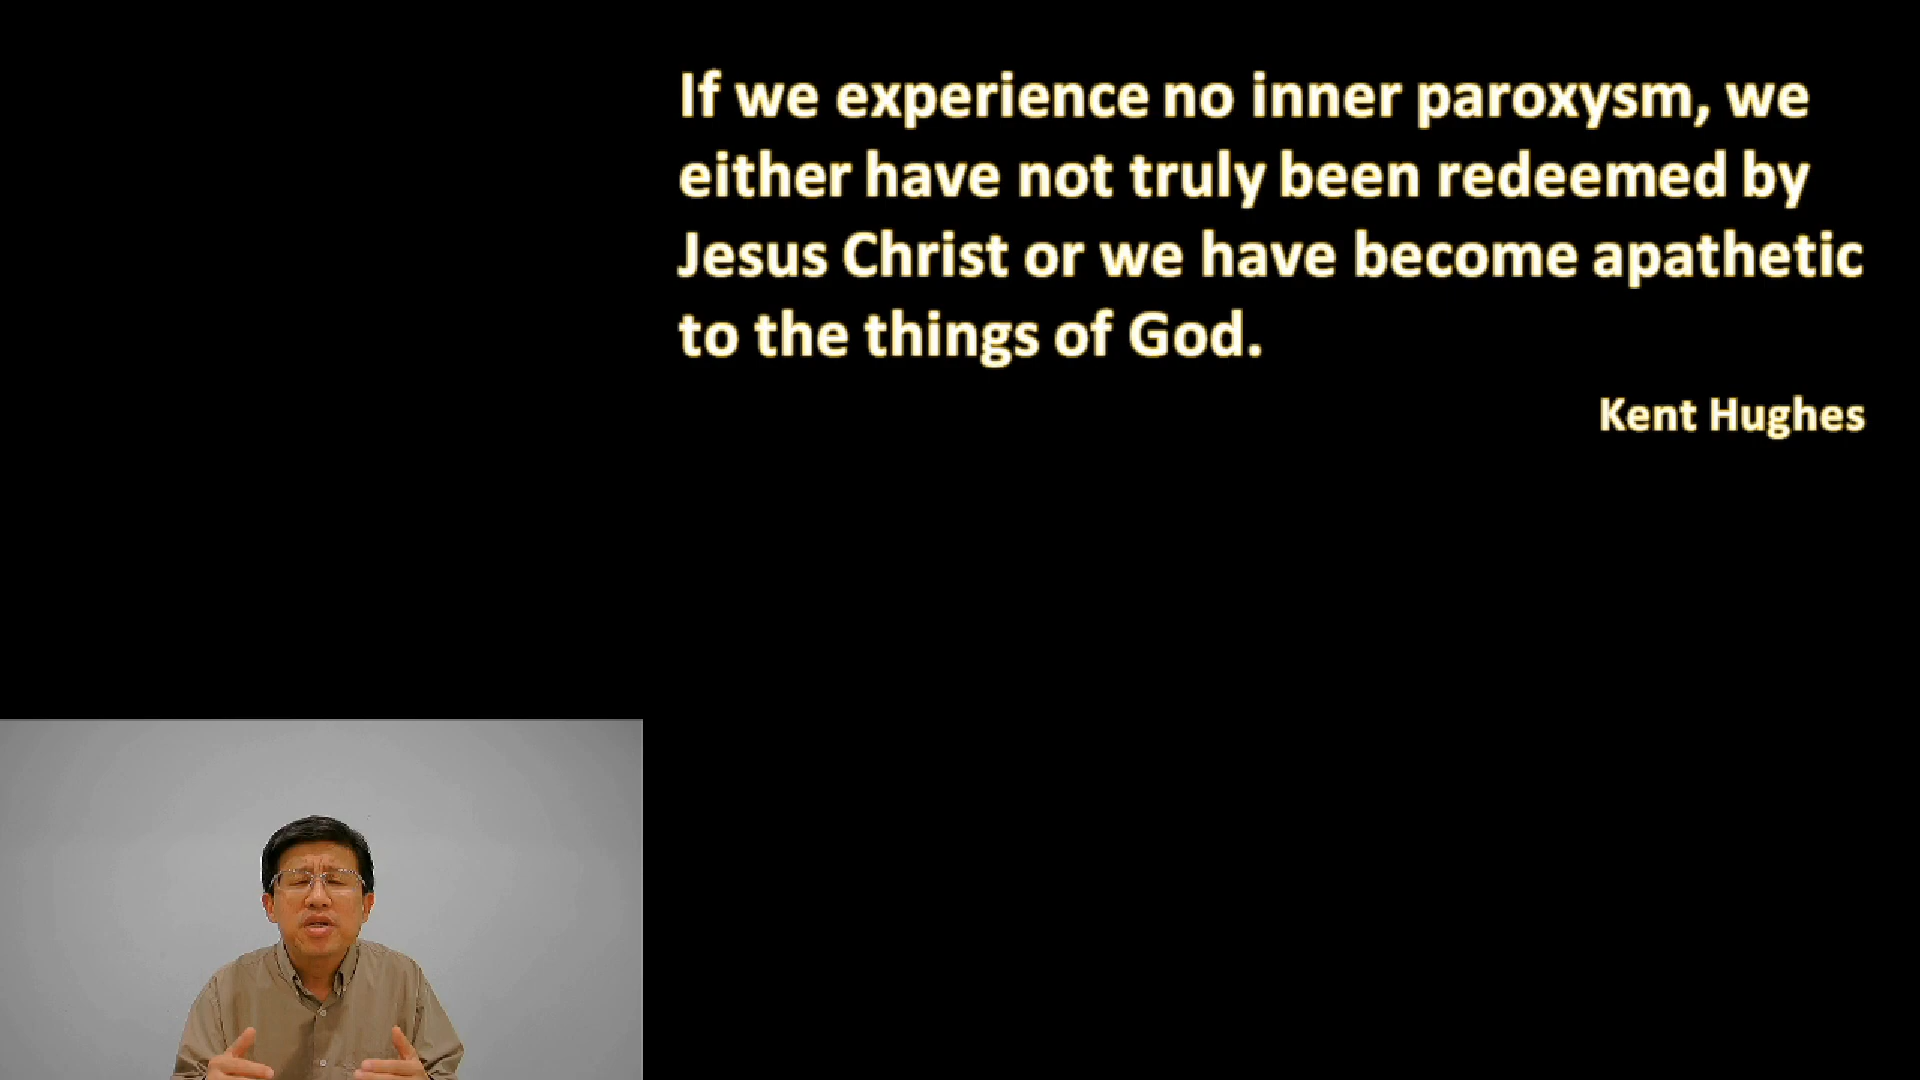 If we experience no inner paroxysm, we
either have not truly been redeemed by
Jesus Christ or we have become apathetic
to the things of God.
Kent Hughes